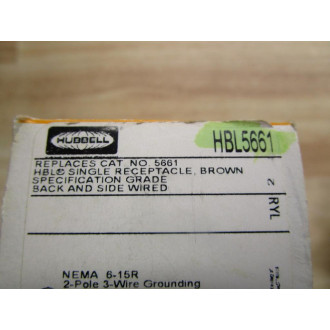 HUBBELL
HBL5661
REPLACES CAT. NO. 5661
HBL® SINGLE RECEPTACLE, BROWN
SPECIFICATION GRADE
BACK AND SIDE WIRED
2
RYL
NEMA 6-15R
2-Pole 3-Wire Grounding